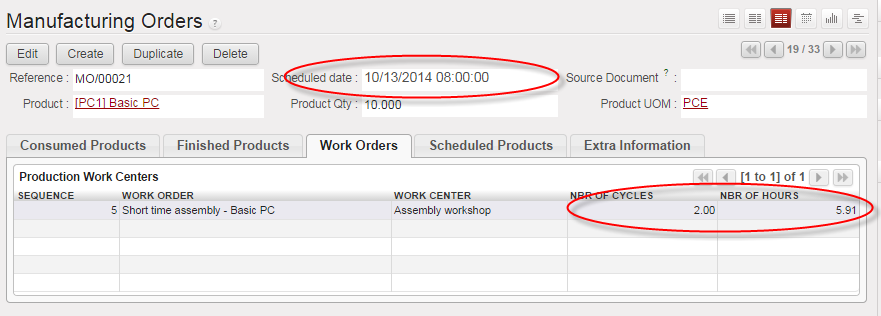 Manufacturing Orders ?
Edit Create Duplicate Delete 19 / 33
Reference : MO/00021 Scheduled date : 10/13/2014 08:00:00 Source Document ? :
Product : [PC1] Basic PC Product Qty : 10.000 Product UOM : PCE
Consumed Products Finished Products Work Orders Scheduled Products Extra Information
Production Work Centers [1 to 1] of 1
SEQUENCE WORK ORDER WORK CENTER NBR OF CYCLES NBR OF HOURS
5 Short time assembly - Basic PC Assembly workshop 2.00 5.91